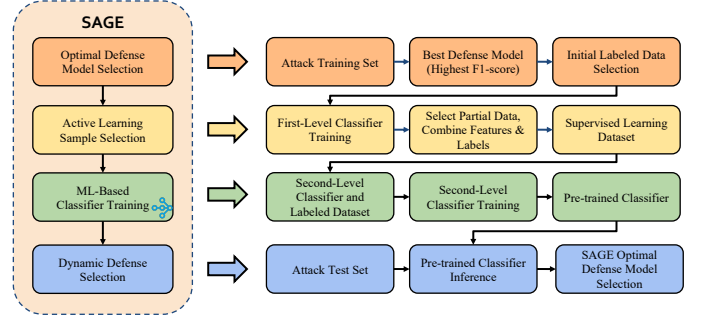 SAGE
Optimal Defense
Model Selection
Attack Training Set
Best Defense Model
(Highest F1-score)
Initial Labeled Data
Selection
Active Learning
Sample Selection
First-Level Classifier
Training
Select Partial Data,
Combine Features &
Labels
Supervised Learning
Dataset
ML-Based
Classifier Training
Second-Level
Classifier and
Labeled Dataset
Second-Level
Classifier Training
Pre-trained Classifier
Dynamic Defense
Selection
Attack Test Set
Pre-trained Classifier
Inference
SAGE Optimal
Defense Model
Selection